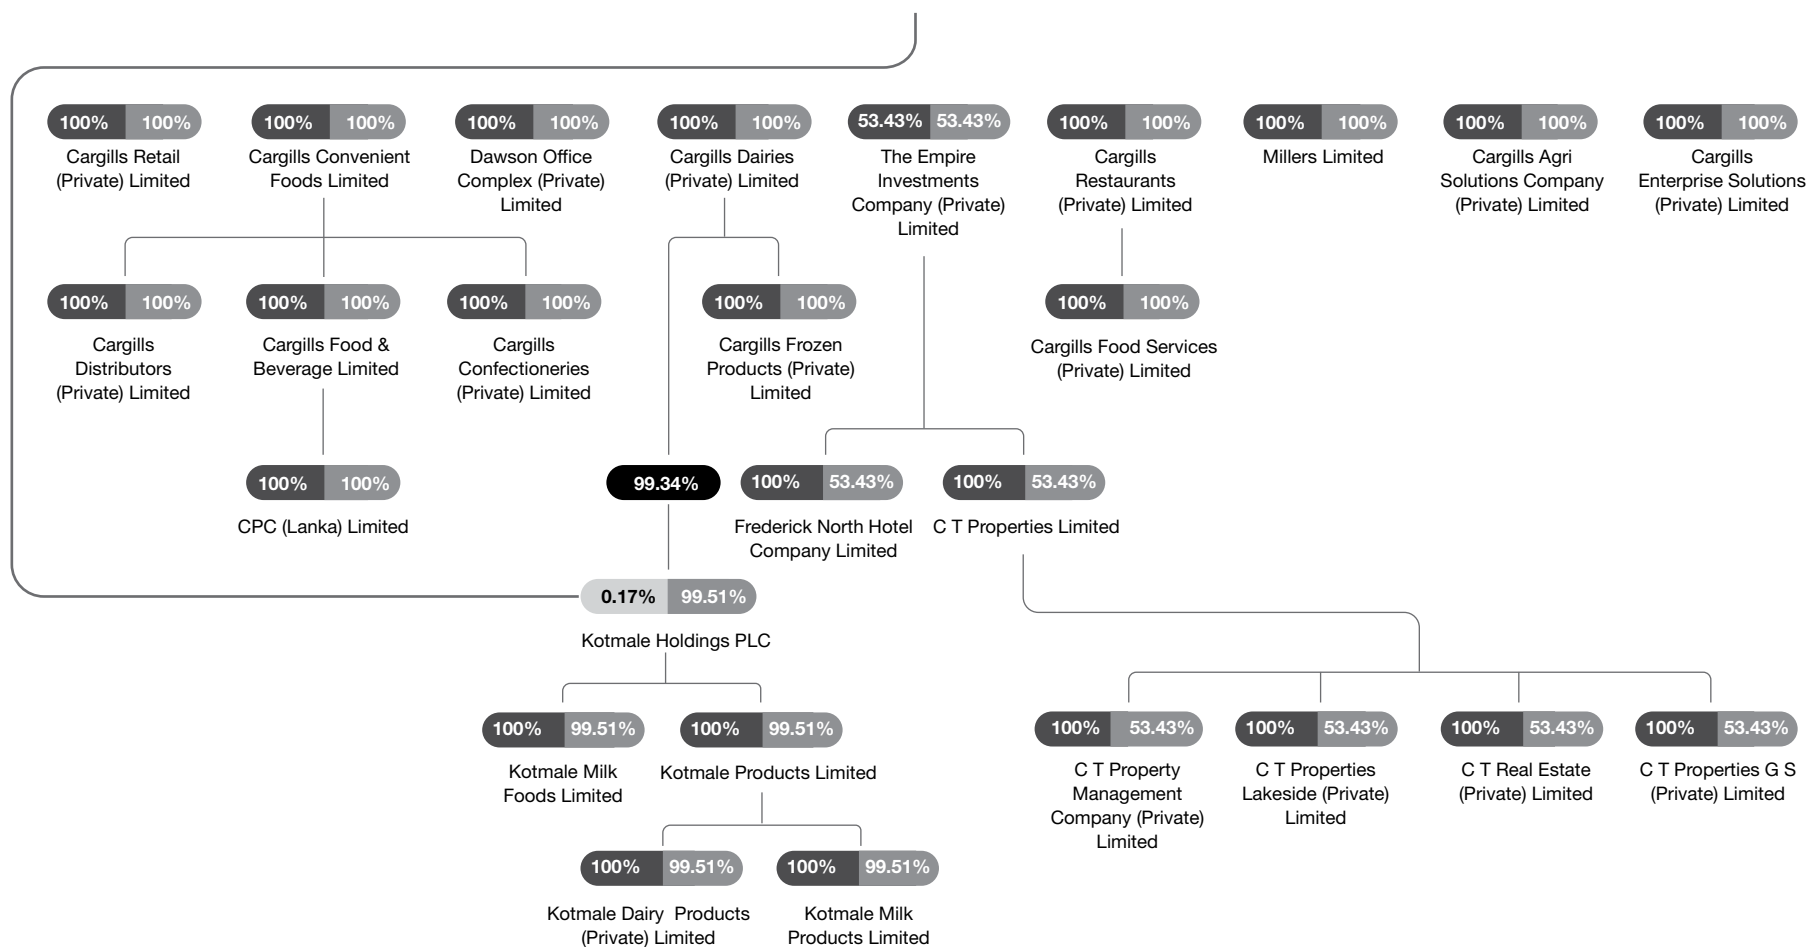 100% 100%
Cargills Retail
(Private) Limited
100% 100%
Cargills Convenient
Foods Limited
100% 100%
Dawson Office
Complex (Private)
Limited
100% 100%
Cargills Dairies
(Private) Limited
53.43% 53.43%
The Empire
Investments
Company (Private)
Limited
100% 100%
Cargills
Restaurants
(Private) Limited
100% 100%
Millers Limited
100% 100%
Cargills Agri
Solutions Company
(Private) Limited
100% 100%
Cargills
Enterprise Solutions
(Private) Limited
100% 100%
Cargills
Distributors
(Private) Limited
100% 100%
Cargills Food &
Beverage Limited
100% 100%
Cargills
Confectioneries
(Private) Limited
100% 100%
Cargills Frozen
Products (Private)
Limited
100% 100%
Cargills Food Services
(Private) Limited
100% 100%
CPC (Lanka) Limited
99.34%
100% 53.43%
Frederick North Hotel
Company Limited
100% 53.43%
C T Properties Limited
0.17% 99.51%
Kotmale Holdings PLC
100% 99.51%
Kotmale Milk
Foods Limited
100% 99.51%
Kotmale Products Limited
100% 53.43%
C T Property
Management
Company (Private)
Limited
100% 53.43%
C T Properties
Lakeside (Private)
Limited
100% 53.43%
C T Real Estate
(Private) Limited
100% 53.43%
C T Properties G S
(Private) Limited
100% 99.51%
Kotmale Dairy Products
(Private) Limited
100% 99.51%
Kotmale Milk
Products Limited